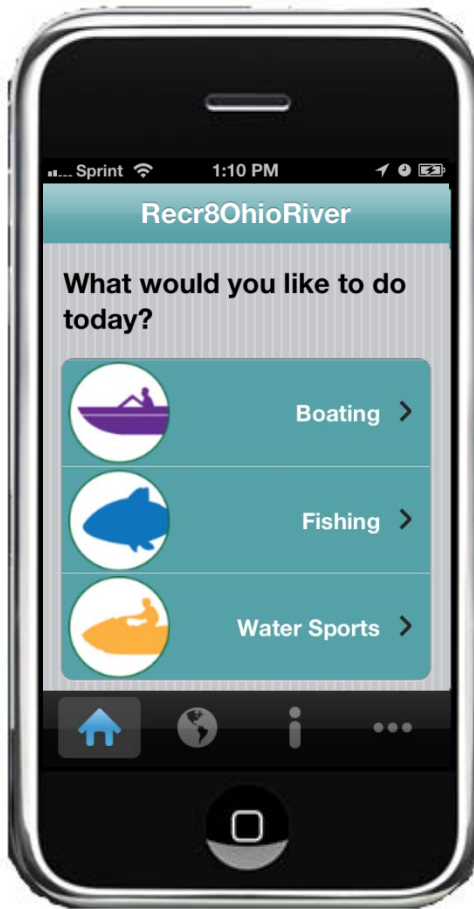 Sprint 1:10 PM
Recr8OhioRiver
What would you like to do
today?
Boating
Fishing
Water Sports